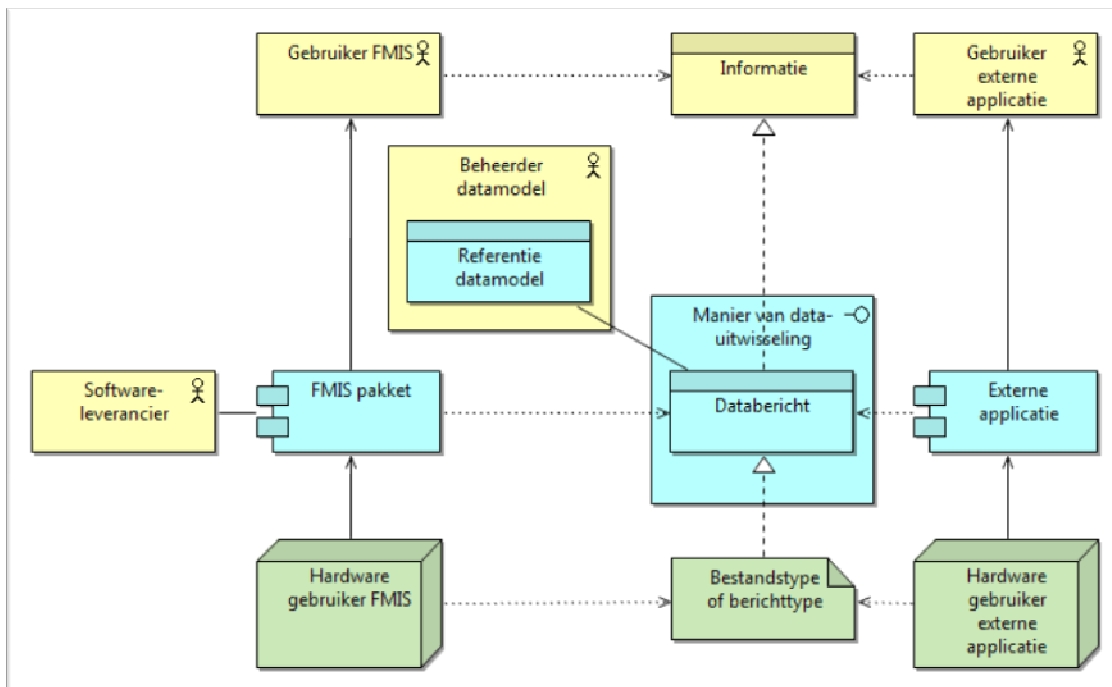 Gebruiker FMIS
Informatie
Gebruiker
externe
applicatie
Beheerder
datamodel
Referentie
datamodel
Manier van data-
uitwisseling
Software-
leverancier
FMIS pakket
Databericht
Externe
applicatie
Hardware
gebruiker FMIS
Bestandstype
of berichttype
Hardware
gebruiker
externe
applicatie